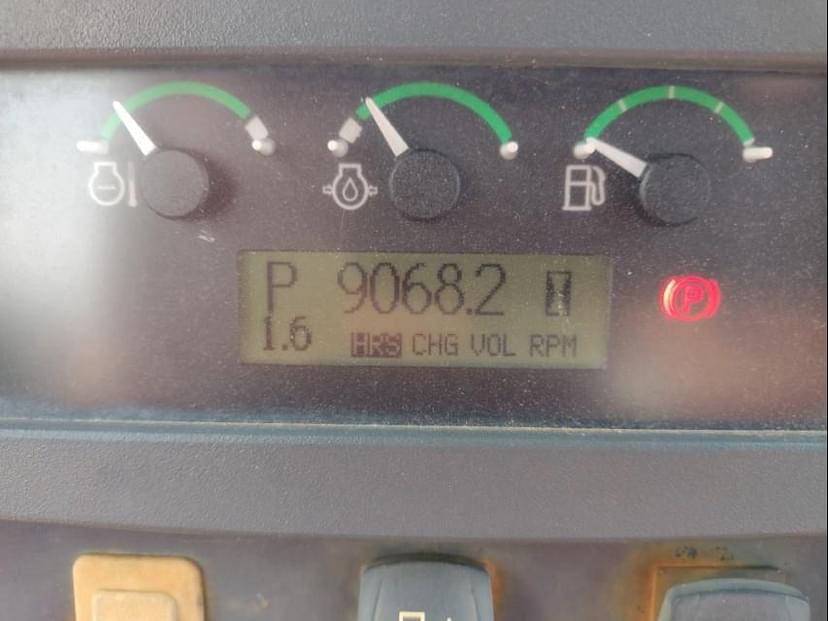 P 9068.2
1.6 HRS CHG VOL RPM
P